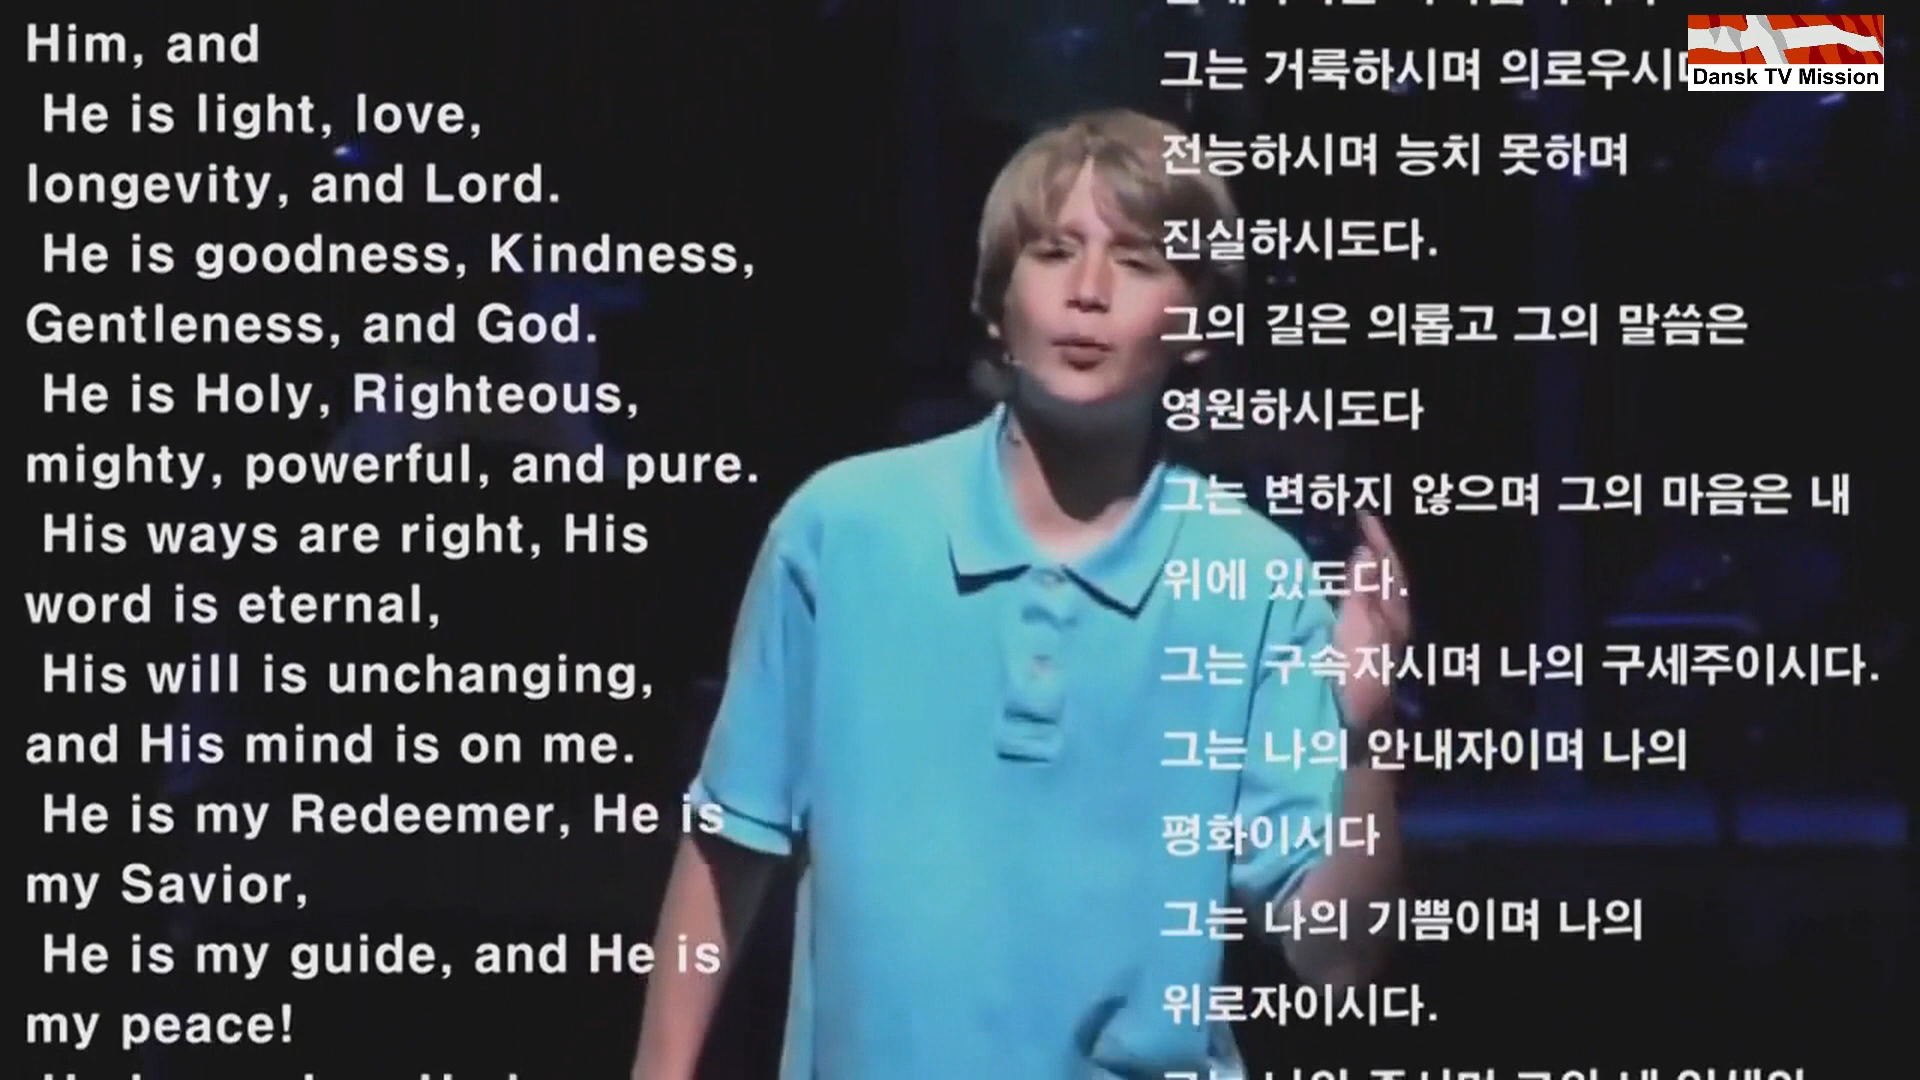 Him, and
He is light, love,
longevity, and Lord.
He is goodness, Kindness,
Gentleness, and God.
He is Holy, Righteous,
mighty, powerful, and pure.
His ways are right, His
word is eternal,
His will is unchanging,
and His mind is on me.
He is my Redeemer, He is
my Savior,
He is my guide, and He is
my peace!
그는 거룩하시며
전능하시며 능치 못하며
진실하시도다.
그의 길은 의롭고 그의 말씀은
영원하시도다
그는 변하지 않으며 그의 마음은 내
위에 있도다.
그는 구속자시며 나의 구세주이시다.
그는 나의 안내자이며 나의
평화이시다
그는 나의 기쁨이며 나의
위로자이시다.
Dansk TV Mission